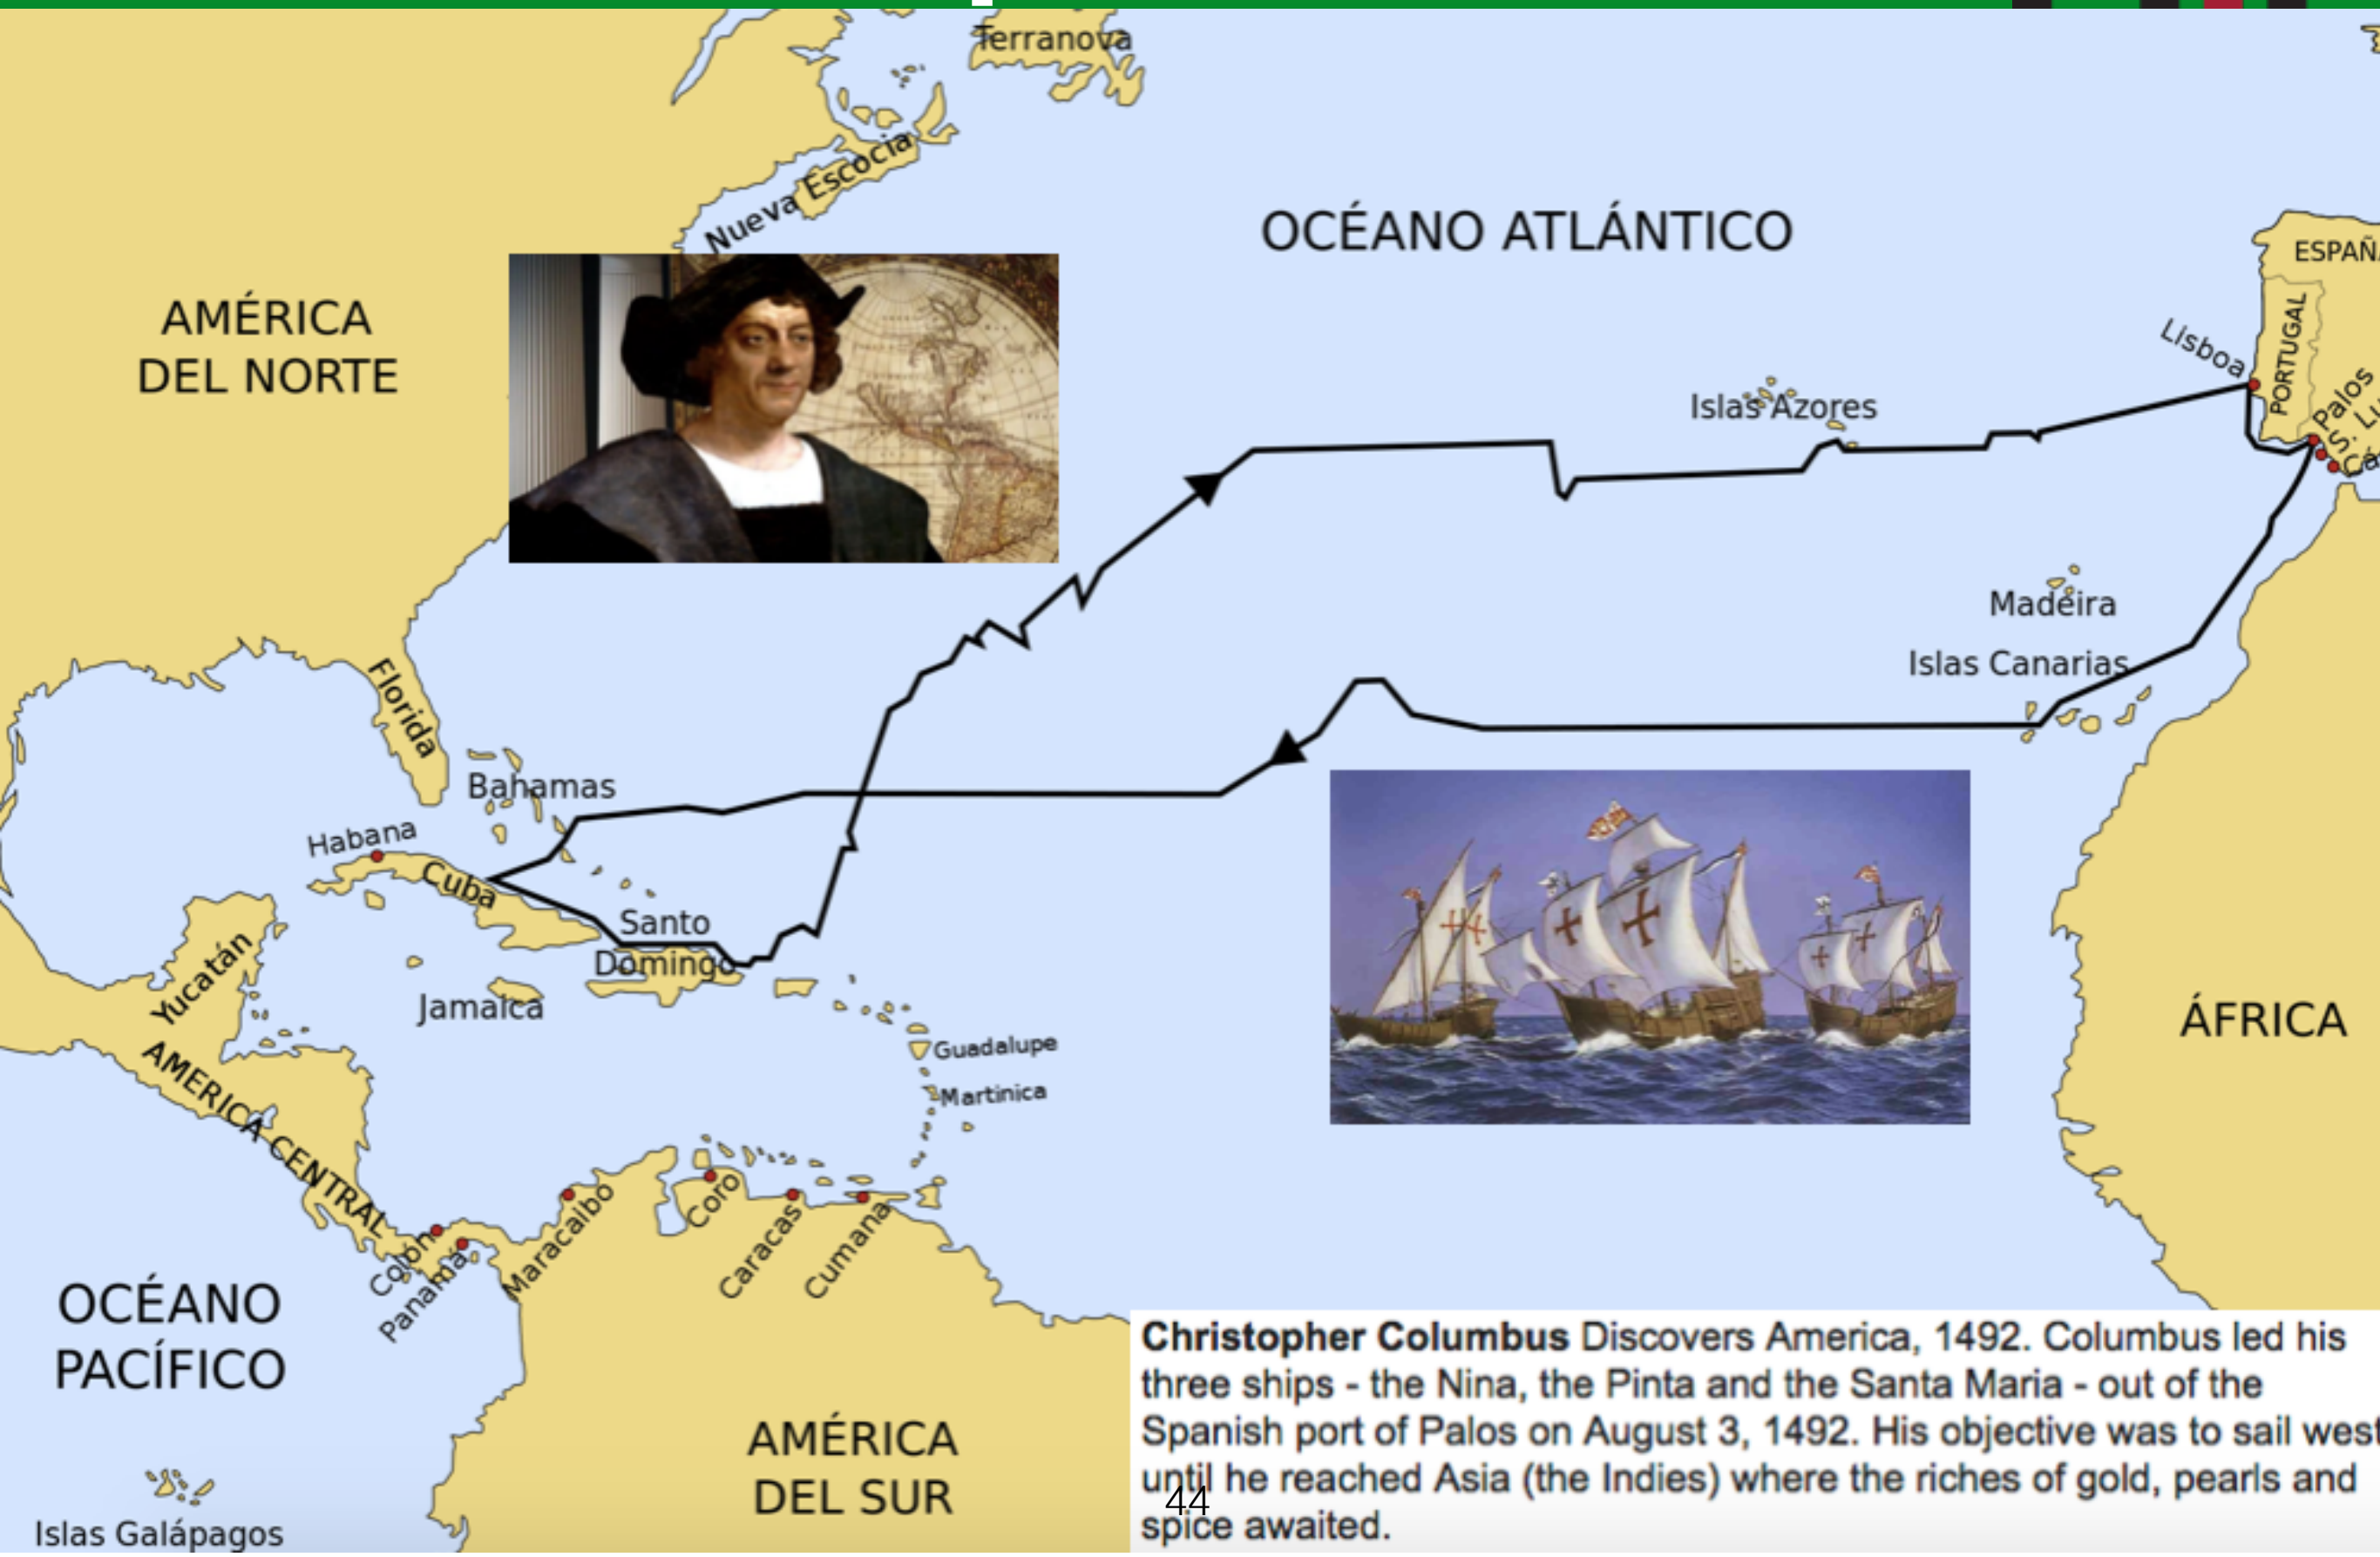 Terranova
Nueva Escocia
OCÉANO ATLÁNTICO
ESPAÑ
AMÉRICA
DEL NORTE
PORTUGAL
Lisboa
Palos
Islas Azores
Madeira
Islas Canarias
Florida
Bahamas
Habana
Cuba
Santo
Domingo
Jamaica
Yucatán
ÁFRICA
Guadalupe
Martinica
AMERICA CENTRAL
Colón
Panamá
Maracaibo
Coro
Caracas
Cumana
OCÉANO
PACÍFICO
AMÉRICA
DEL SUR
Islas Galápagos
Christopher Columbus Discovers America, 1492. Columbus led his
three ships - the Nina, the Pinta and the Santa Maria - out of the
Spanish port of Palos on August 3, 1492. His objective was to sail west
until he reached Asia (the Indies) where the riches of gold, pearls and
spice awaited.
44